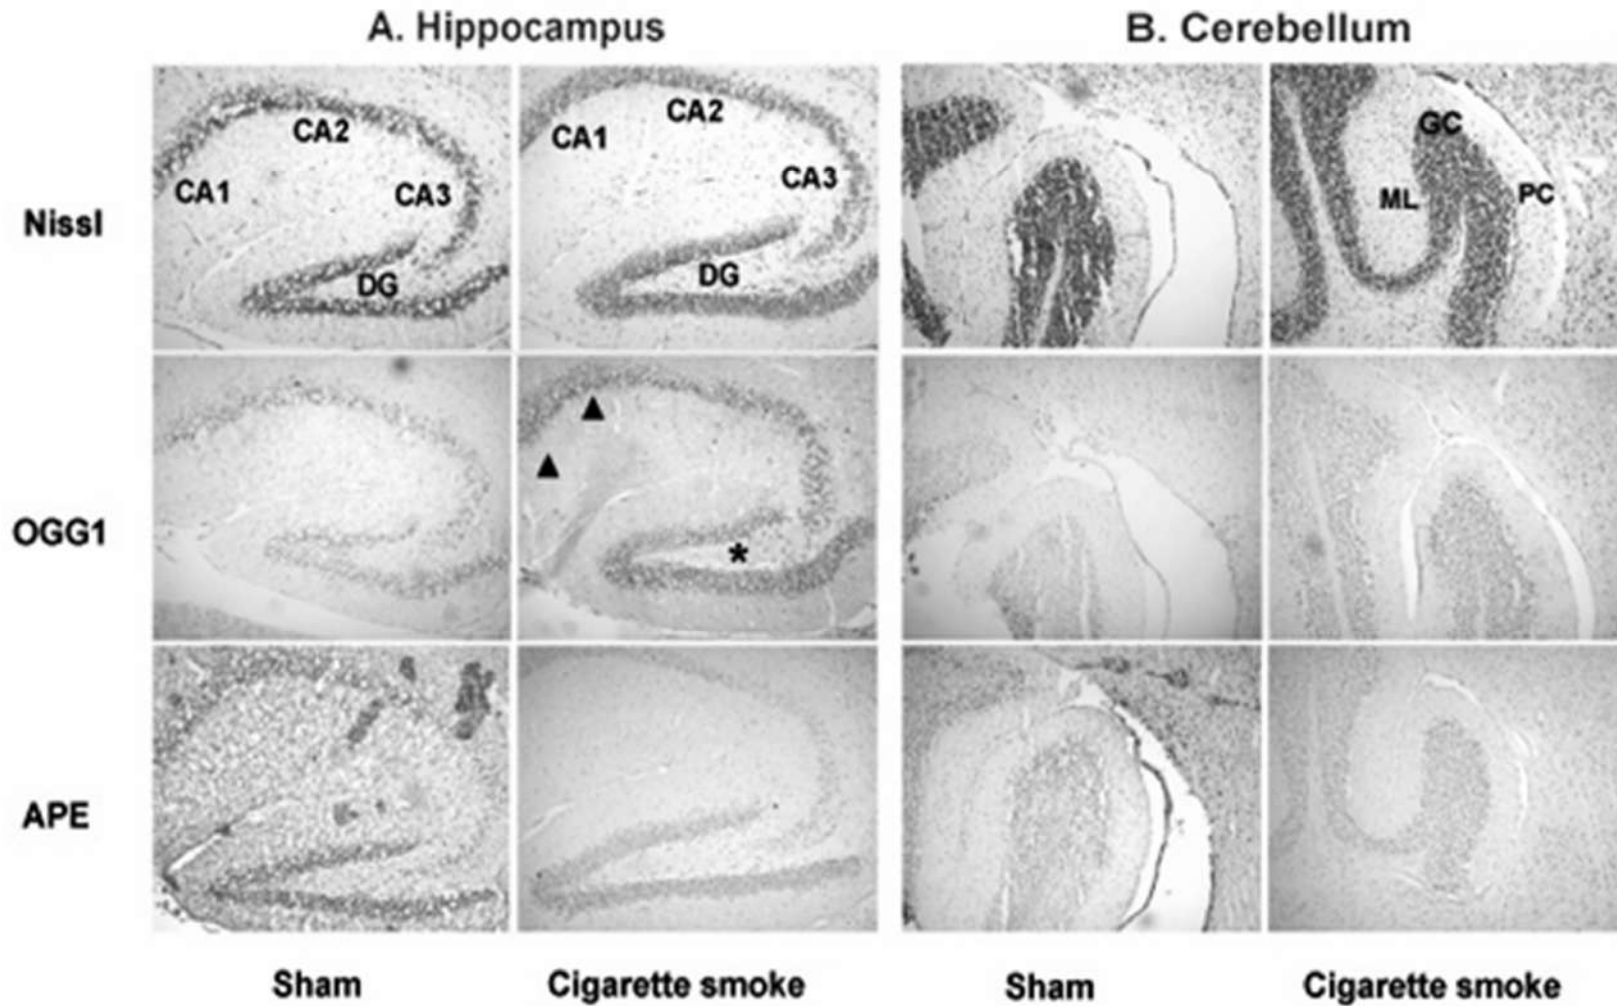 A. Hippocampus
B. Cerebellum
Nissl
CA1
CA2
CA3
DG
CA1
CA2
CA3
DG
GC
ML
PC
OGG1
*
APE
Sham
Cigarette smoke
Sham
Cigarette smoke